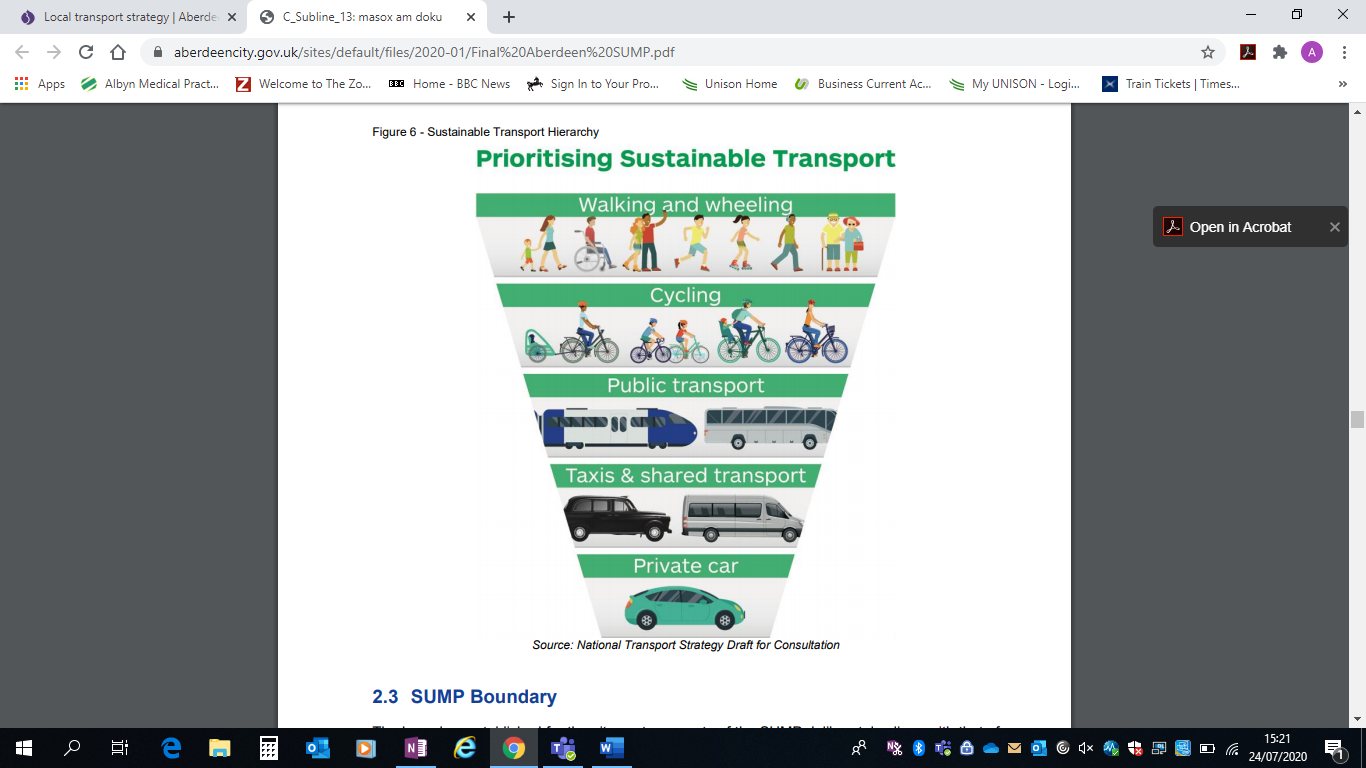 Local transport strategy | Aberde
C_Subline_13: masox am doku
aberdeencity.gov.uk/sites/default/files/2020-01/Final%20Aberdeen%20SUMP.pdf
A
Apps
Albyn Medical Pract...
Welcome to The Zo...
BBC Home - BBC News
Sign In to Your Pro...
Unison Home
Business Current Ac...
My UNISON - Logi...
Train Tickets | Times...
»
Figure 6 - Sustainable Transport Hierarchy
Prioritising Sustainable Transport
Walking and wheeling
Open in Acrobat
Cycling
Public transport
Taxis & shared transport
Private car
Source: National Transport Strategy Draft for Consultation
2.3 SUMP Boundary
15:21
24/07/2020
1